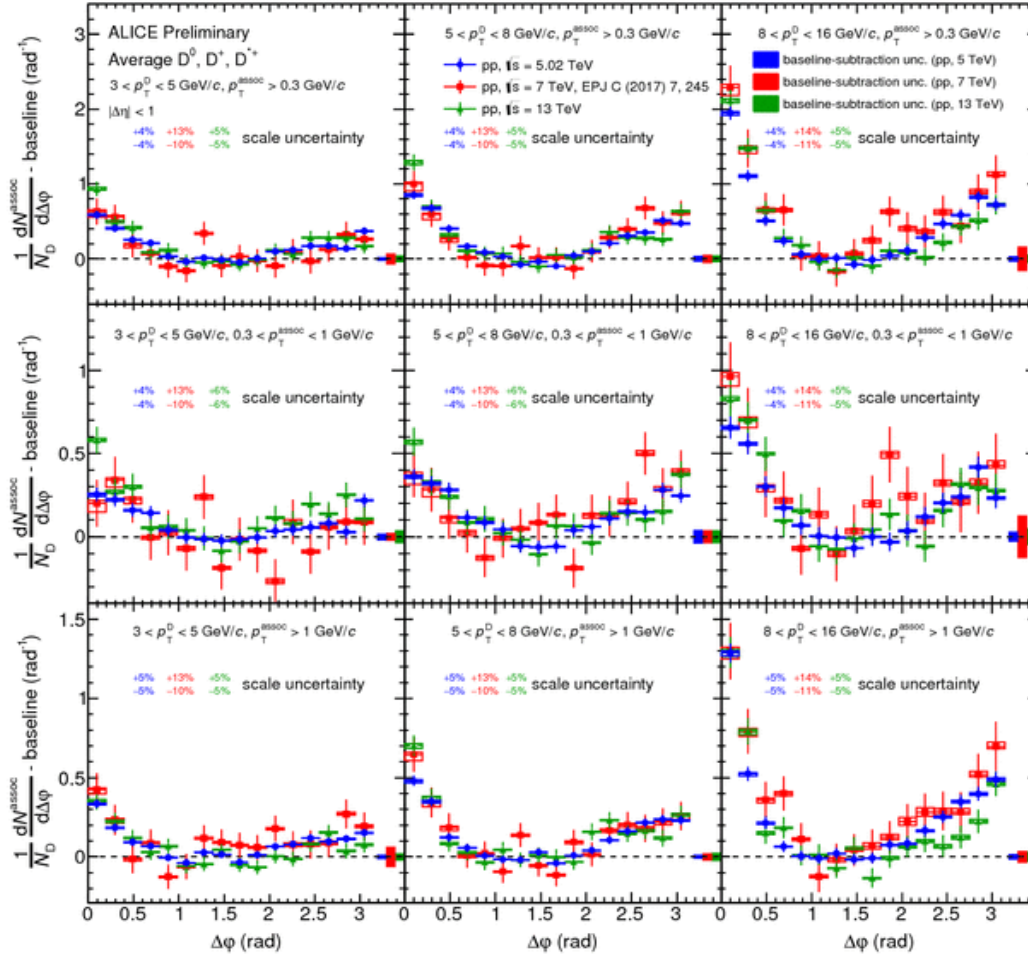 ALICE Preliminary
Average D⁰, D⁺, D*⁺
3 < p_T^D < 5 GeV/c, p_T^assoc > 0.3 GeV/c
|Δη| < 1
+4% +13% +5%
−4% −10% −5%
scale uncertainty
5 < p_T^D < 8 GeV/c, p_T^assoc > 0.3 GeV/c
pp, √s = 5.02 TeV
pp, √s = 7 TeV, EPJ C (2017) 7, 245
pp, √s = 13 TeV
+4% +13% +5%
−4% −10% −5%
scale uncertainty
8 < p_T^D < 16 GeV/c, p_T^assoc > 0.3 GeV/c
baseline-subtraction unc. (pp, 5 TeV)
baseline-subtraction unc. (pp, 7 TeV)
baseline-subtraction unc. (pp, 13 TeV)
+4% +14% +5%
−4% −11% −5%
scale uncertainty
3
2
1
0
1/N_D dN^assoc/dΔφ - baseline (rad⁻¹)
3 < p_T^D < 5 GeV/c, 0.3 < p_T^assoc < 1 GeV/c
+4% +13% +6%
−4% −10% −6%
scale uncertainty
5 < p_T^D < 8 GeV/c, 0.3 < p_T^assoc < 1 GeV/c
+4% +13% +6%
−4% −10% −6%
scale uncertainty
8 < p_T^D < 16 GeV/c, 0.3 < p_T^assoc < 1 GeV/c
+4% +14% +5%
−4% −11% −5%
scale uncertainty
1
0.5
0
1/N_D dN^assoc/dΔφ - baseline (rad⁻¹)
3 < p_T^D < 5 GeV/c, p_T^assoc > 1 GeV/c
+5% +13% +5%
−5% −10% −5%
scale uncertainty
5 < p_T^D < 8 GeV/c, p_T^assoc > 1 GeV/c
+5% +13% +5%
−5% −10% −5%
scale uncertainty
8 < p_T^D < 16 GeV/c, p_T^assoc > 1 GeV/c
+5% +14% +5%
−5% −11% −5%
scale uncertainty
1.5
1
0.5
0
1/N_D dN^assoc/dΔφ - baseline (rad⁻¹)
0 0.5 1 1.5 2 2.5 3
0 0.5 1 1.5 2 2.5 3
0 0.5 1 1.5 2 2.5 3
Δφ (rad)
Δφ (rad)
Δφ (rad)